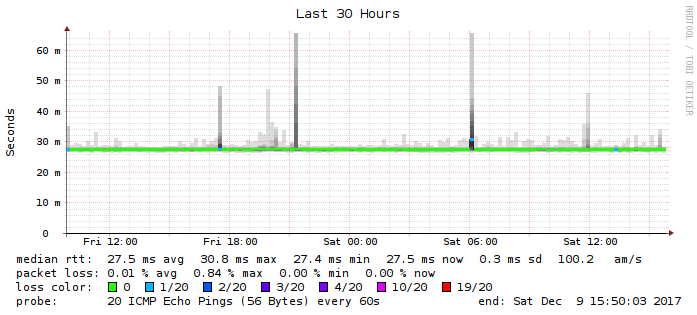 Last 30 Hours
RRDTOOL / TOBI OETIKER
Seconds
60 m
50 m
40 m
30 m
20 m
10 m
0
Fri 12:00 Fri 18:00 Sat 00:00 Sat 06:00 Sat 12:00
median rtt: 27.5 ms avg 30.8 ms max 27.4 ms min 27.5 ms now 0.3 ms sd 100.2 am/s
packet loss: 0.01 % avg 0.84 % max 0.00 % min 0.00 % now
loss color: 0 1/20 2/20 3/20 4/20 10/20 19/20
probe: 20 ICMP Echo Pings (56 Bytes) every 60s end: Sat Dec 9 15:50:03 2017